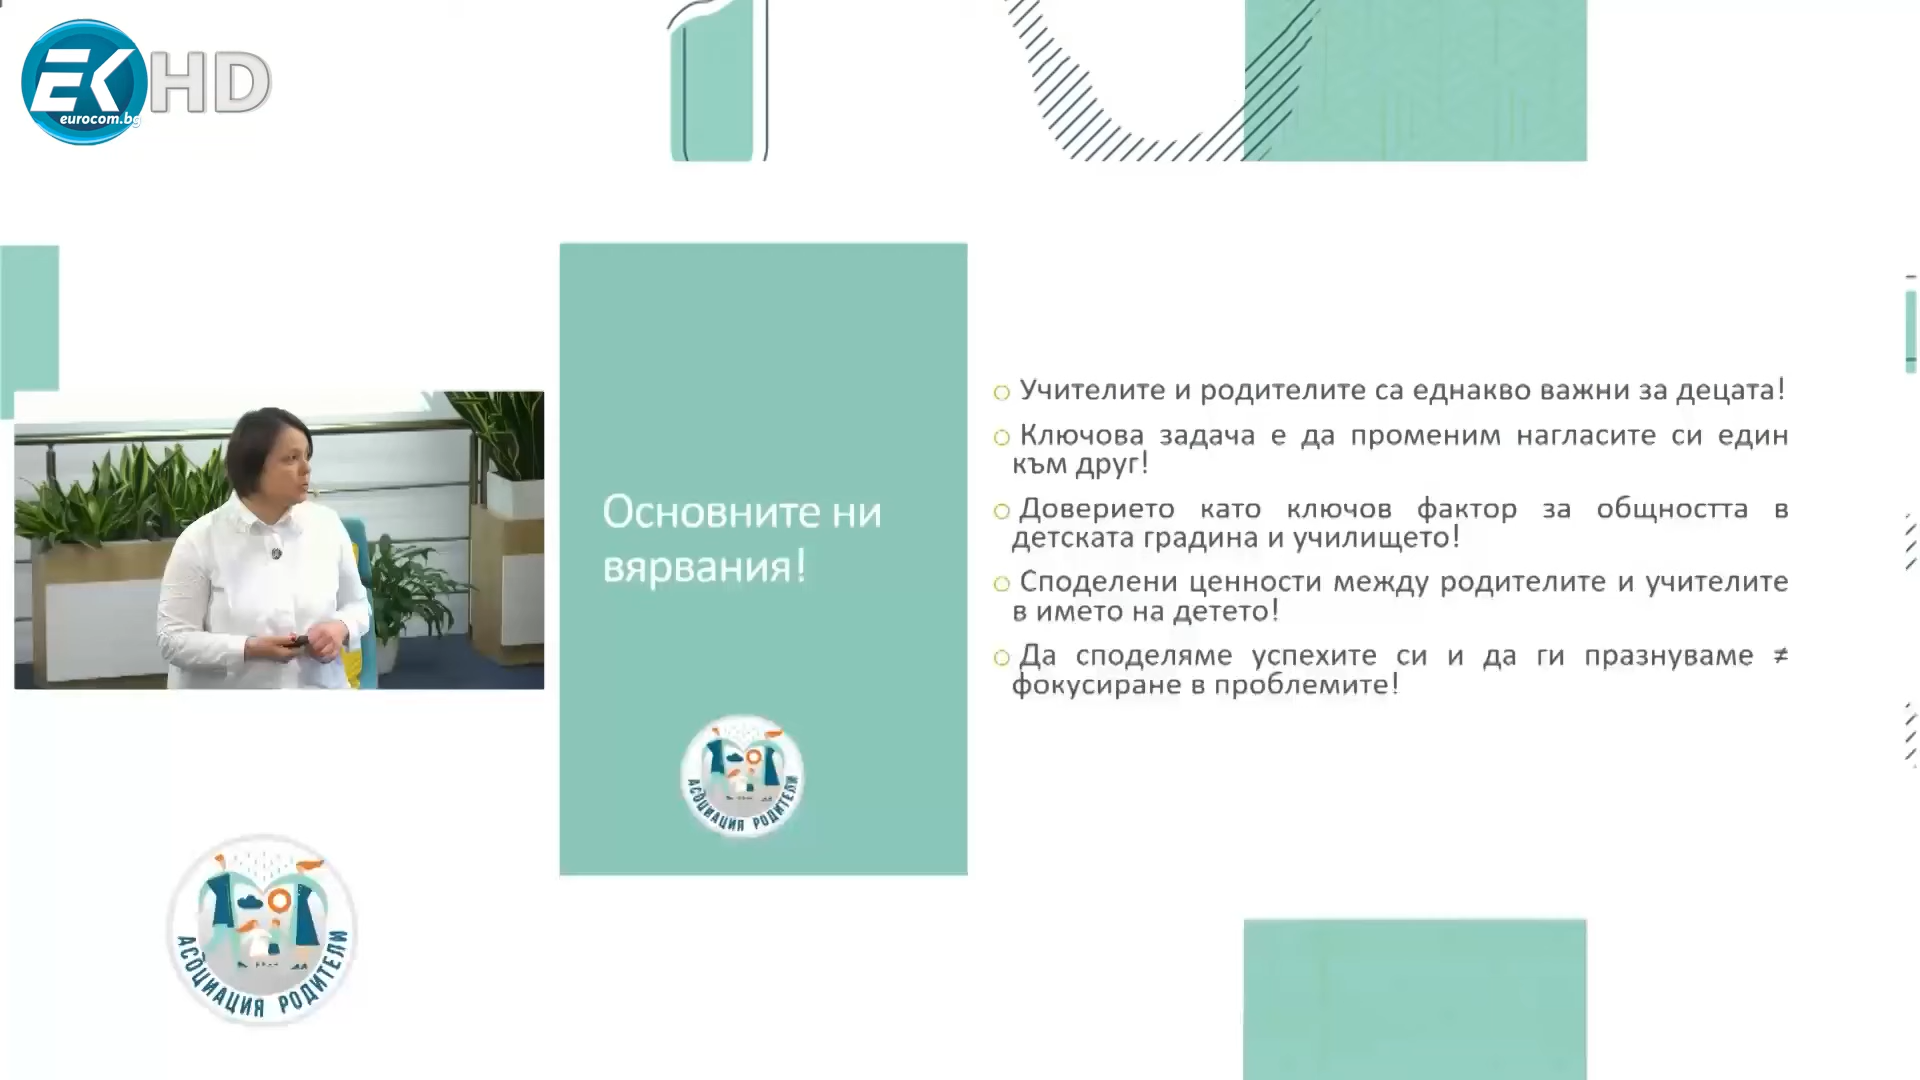 EK HD
eurocom.bg
Основните ни
вярвания!
Учителите и родителите са еднакво важни за децата!
Ключова задача е да променим нагласите си един
към друг!
Доверието като ключов фактор за общността в
детската градина и училището!
Споделени ценности между родителите и учителите
в името на детето!
Да споделяме успехите си и да ги празнуваме ≠
фокусиране в проблемите!
АСОЦИАЦИЯ РОДИТЕЛИ
АСОЦИАЦИЯ РОДИТЕЛИ